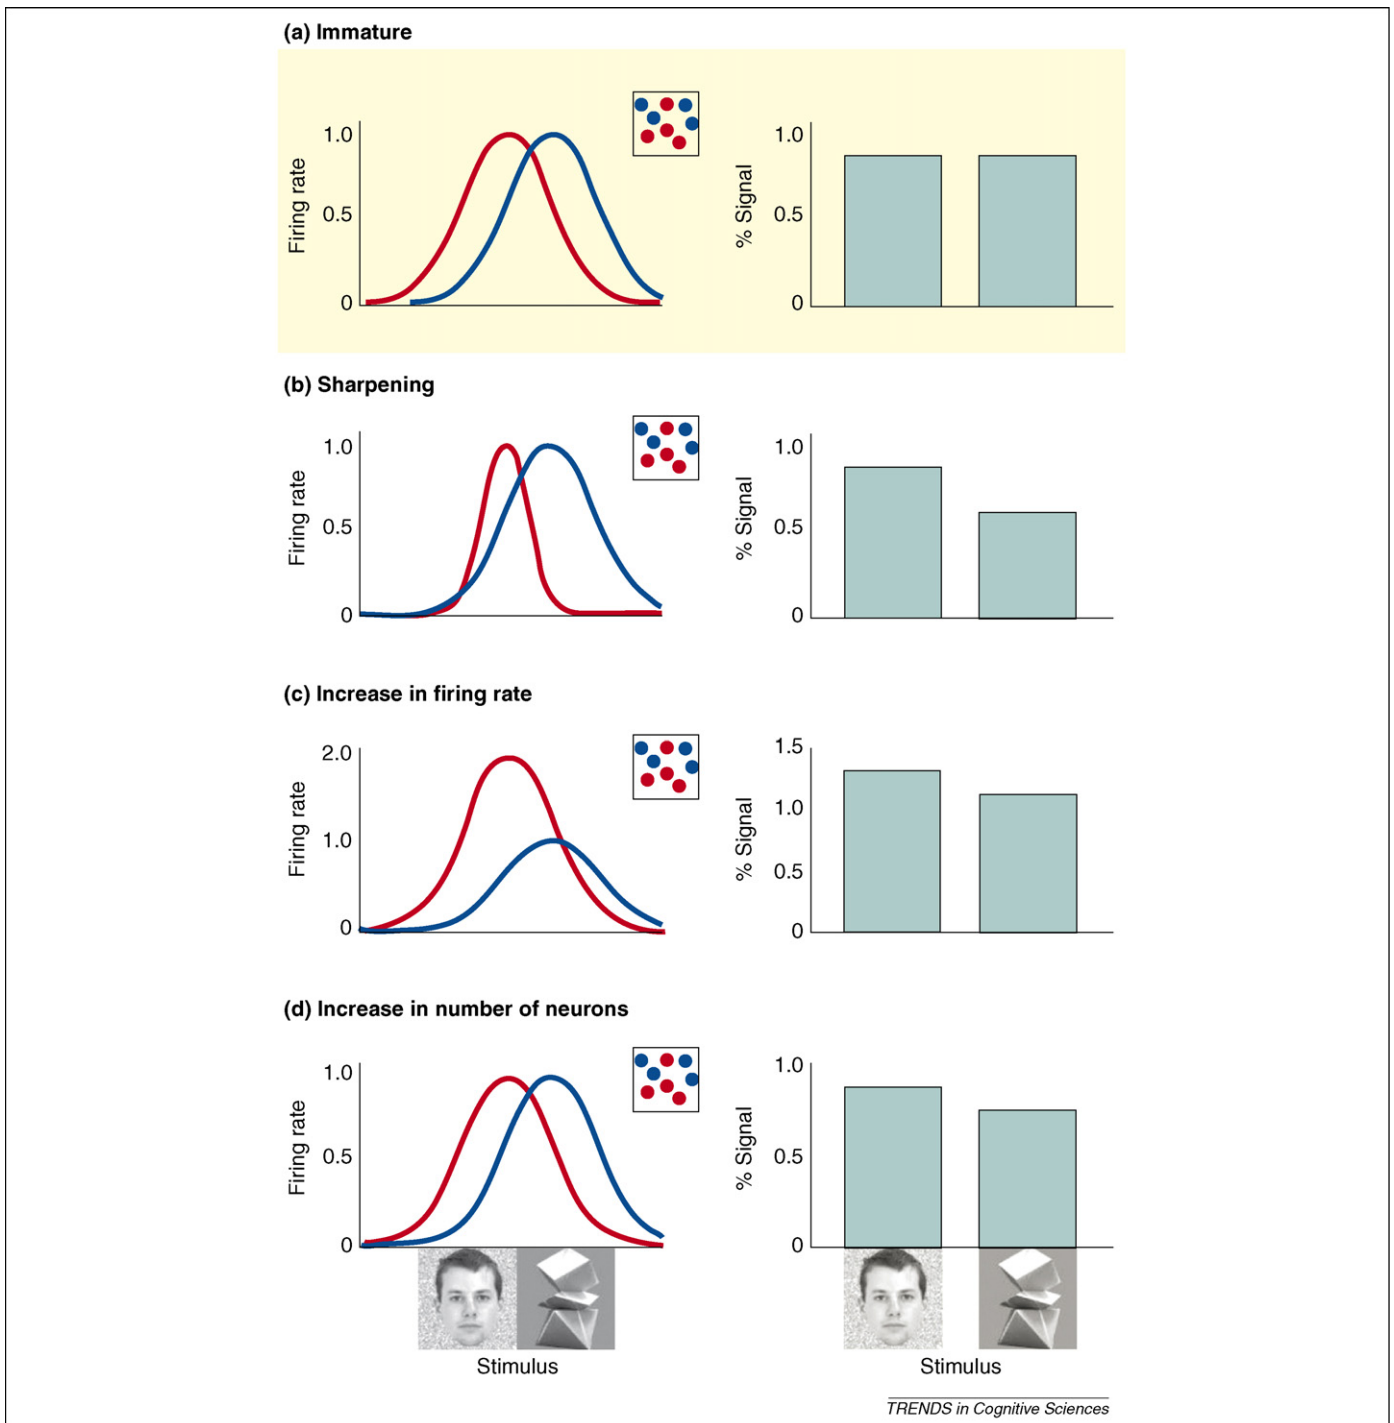 (a) Immature
1.0
0.5
0
Firing rate
1.0
0.5
0
% Signal
(b) Sharpening
1.0
0.5
0
Firing rate
1.0
0.5
0
% Signal
(c) Increase in firing rate
2.0
1.0
0
Firing rate
1.5
1.0
0.5
0
% Signal
(d) Increase in number of neurons
1.0
0.5
0
Firing rate
1.0
0.5
0
% Signal
Stimulus
Stimulus
TRENDS in Cognitive Sciences